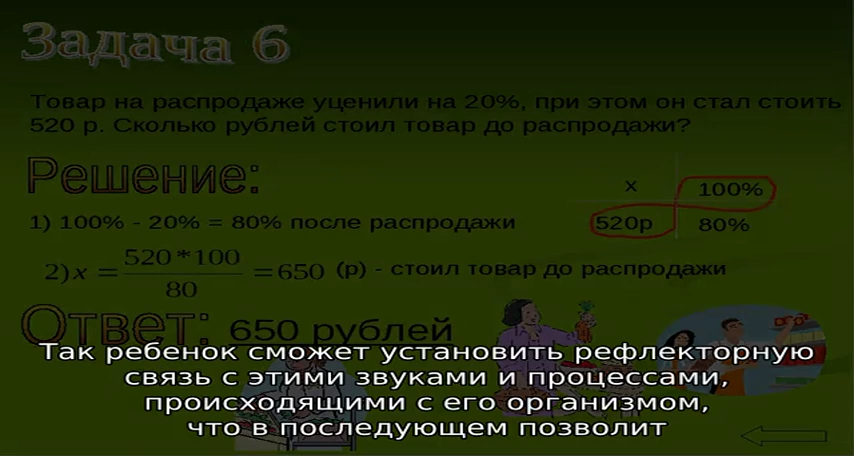 Задача 6
Товар на распродаже уценили на 20%, при этом он стал стоить
520 р. Сколько рублей стоил товар до распродажи?
Решение:
x 100%
1) 100% - 20% = 80% после распродажи
520р 80%
2) x = 520 * 100 / 80 = 650 (р) - стоил товар до распродажи
Ответ: 650 рублей
Так ребенок сможет установить рефлекторную
связь с этими звуками и процессами,
происходящими с его организмом,
что в последующем позволит